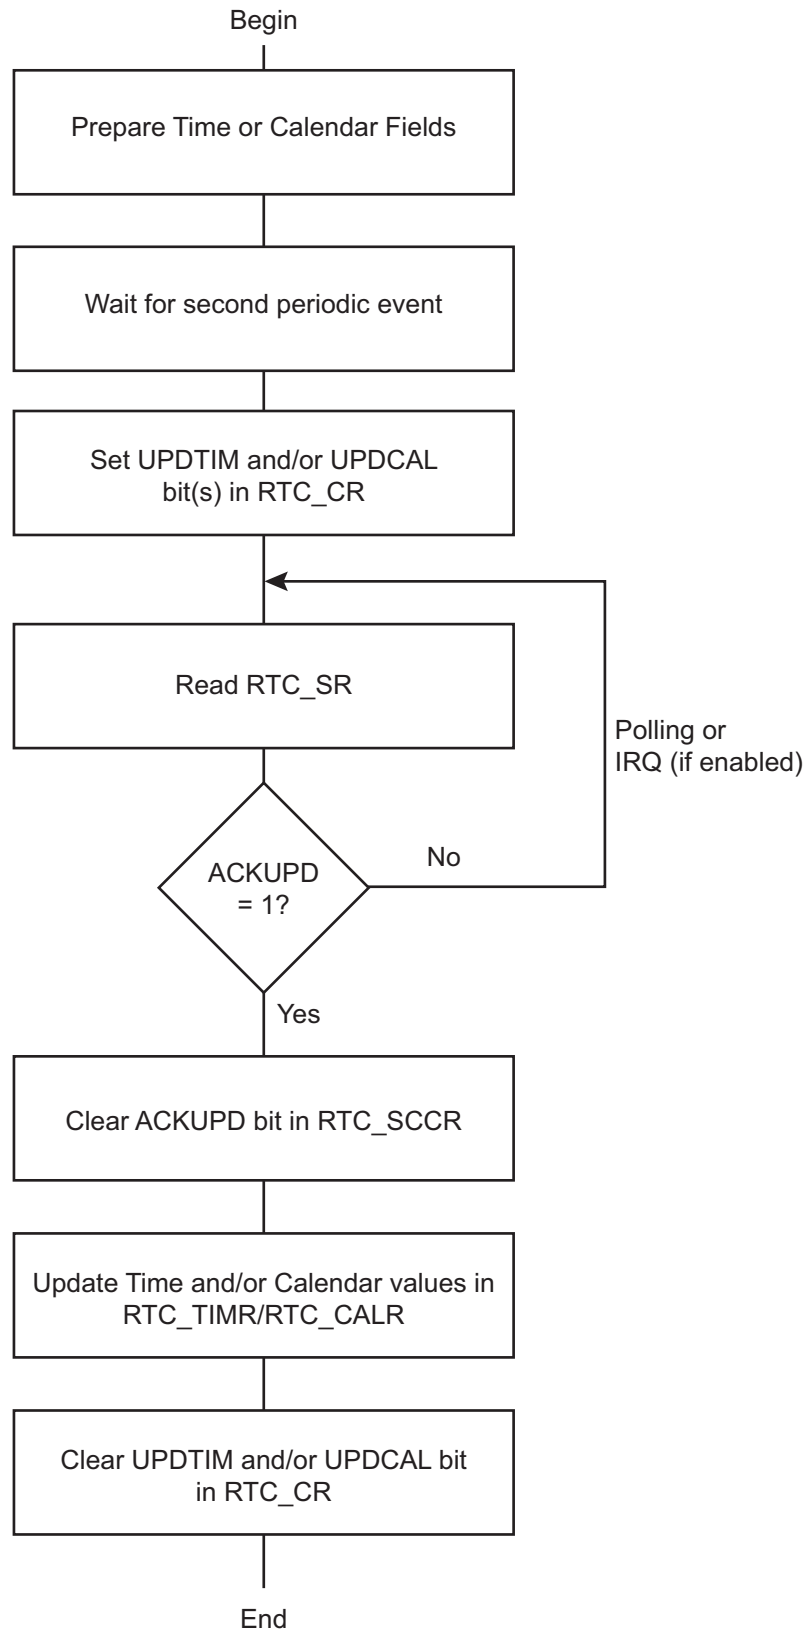 Begin
Prepare Time or Calendar Fields
Wait for second periodic event
Set UPDTIM and/or UPDCAL
bit(s) in RTC_CR
Read RTC_SR
Polling or
IRQ (if enabled)
ACKUPD
= 1?
No
Yes
Clear ACKUPD bit in RTC_SCCR
Update Time and/or Calendar values in
RTC_TIMR/RTC_CALR
Clear UPDTIM and/or UPDCAL bit
in RTC_CR
End